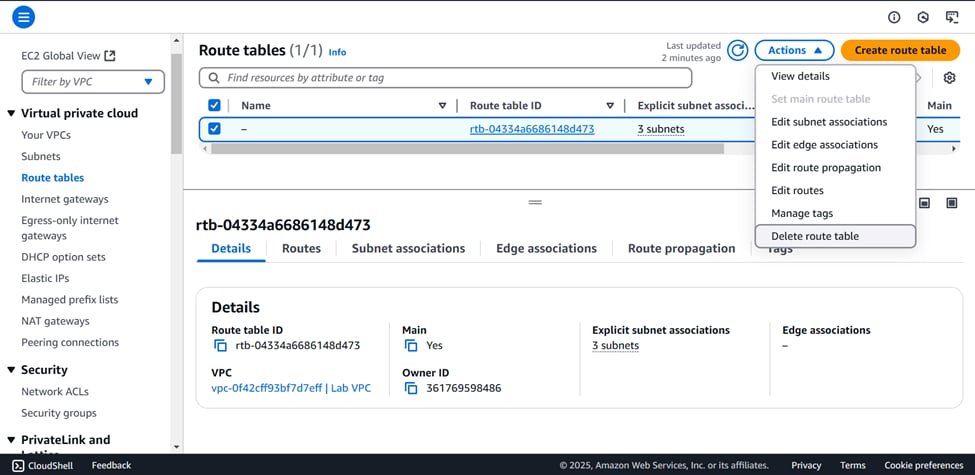 EC2 Global View
Filter by VPC
Virtual private cloud
Your VPCs
Subnets
Route tables
Internet gateways
Egress-only internet
gateways
DHCP option sets
Elastic IPs
Managed prefix lists
NAT gateways
Peering connections
Security
Network ACLs
Security groups
PrivateLink and
Route tables (1/1) Info
Last updated
2 minutes ago
Actions
Create route table
Find resources by attribute or tag
Name
Route table ID
Explicit subnet associ...
Main
–
rtb-04334a6686148d473
3 subnets
Yes
View details
Set main route table
Edit subnet associations
Edit edge associations
Edit route propagation
Edit routes
Manage tags
Delete route table
rtb-04334a6686148d473
Details
Routes
Subnet associations
Edge associations
Route propagation
Tags
Details
Route table ID
rtb-04334a6686148d473
Main
Yes
Explicit subnet associations
3 subnets
Edge associations
–
VPC
vpc-0f42cff93bf7d7eff | Lab VPC
Owner ID
361769598486
CloudShell
Feedback
© 2025, Amazon Web Services, Inc. or its affiliates.
Privacy
Terms
Cookie preferences